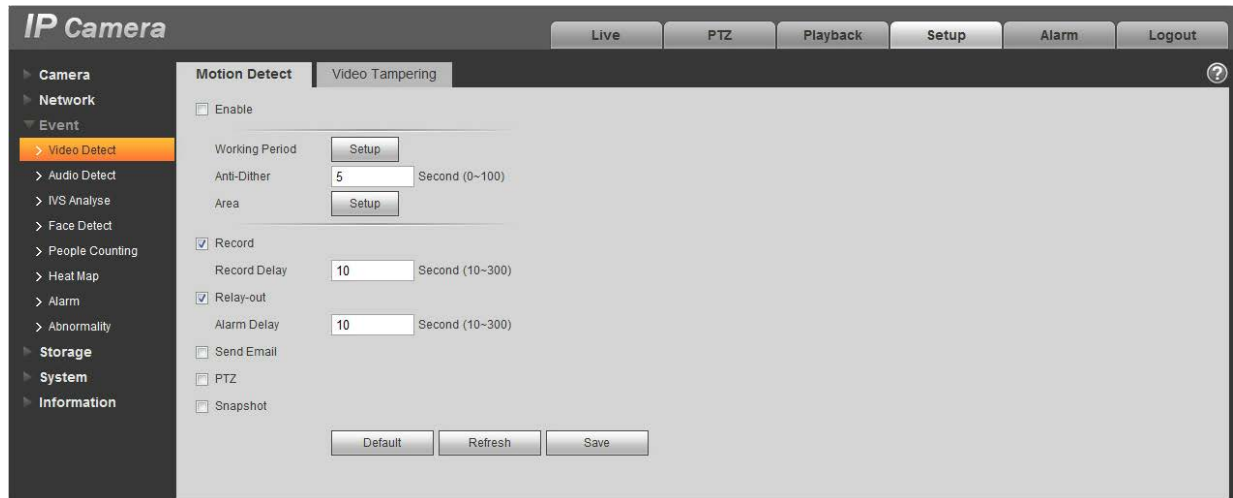 IP Camera
Live
PTZ
Playback
Setup
Alarm
Logout
Camera
Network
Event
Video Detect
Audio Detect
IVS Analyse
Face Detect
People Counting
Heat Map
Alarm
Abnormality
Storage
System
Information
Motion Detect
Video Tampering
?
Enable
Working Period Setup
Anti-Dither 5 Second (0~100)
Area Setup
Record
Record Delay 10 Second (10~300)
Relay-out
Alarm Delay 10 Second (10~300)
Send Email
PTZ
Snapshot
Default Refresh Save